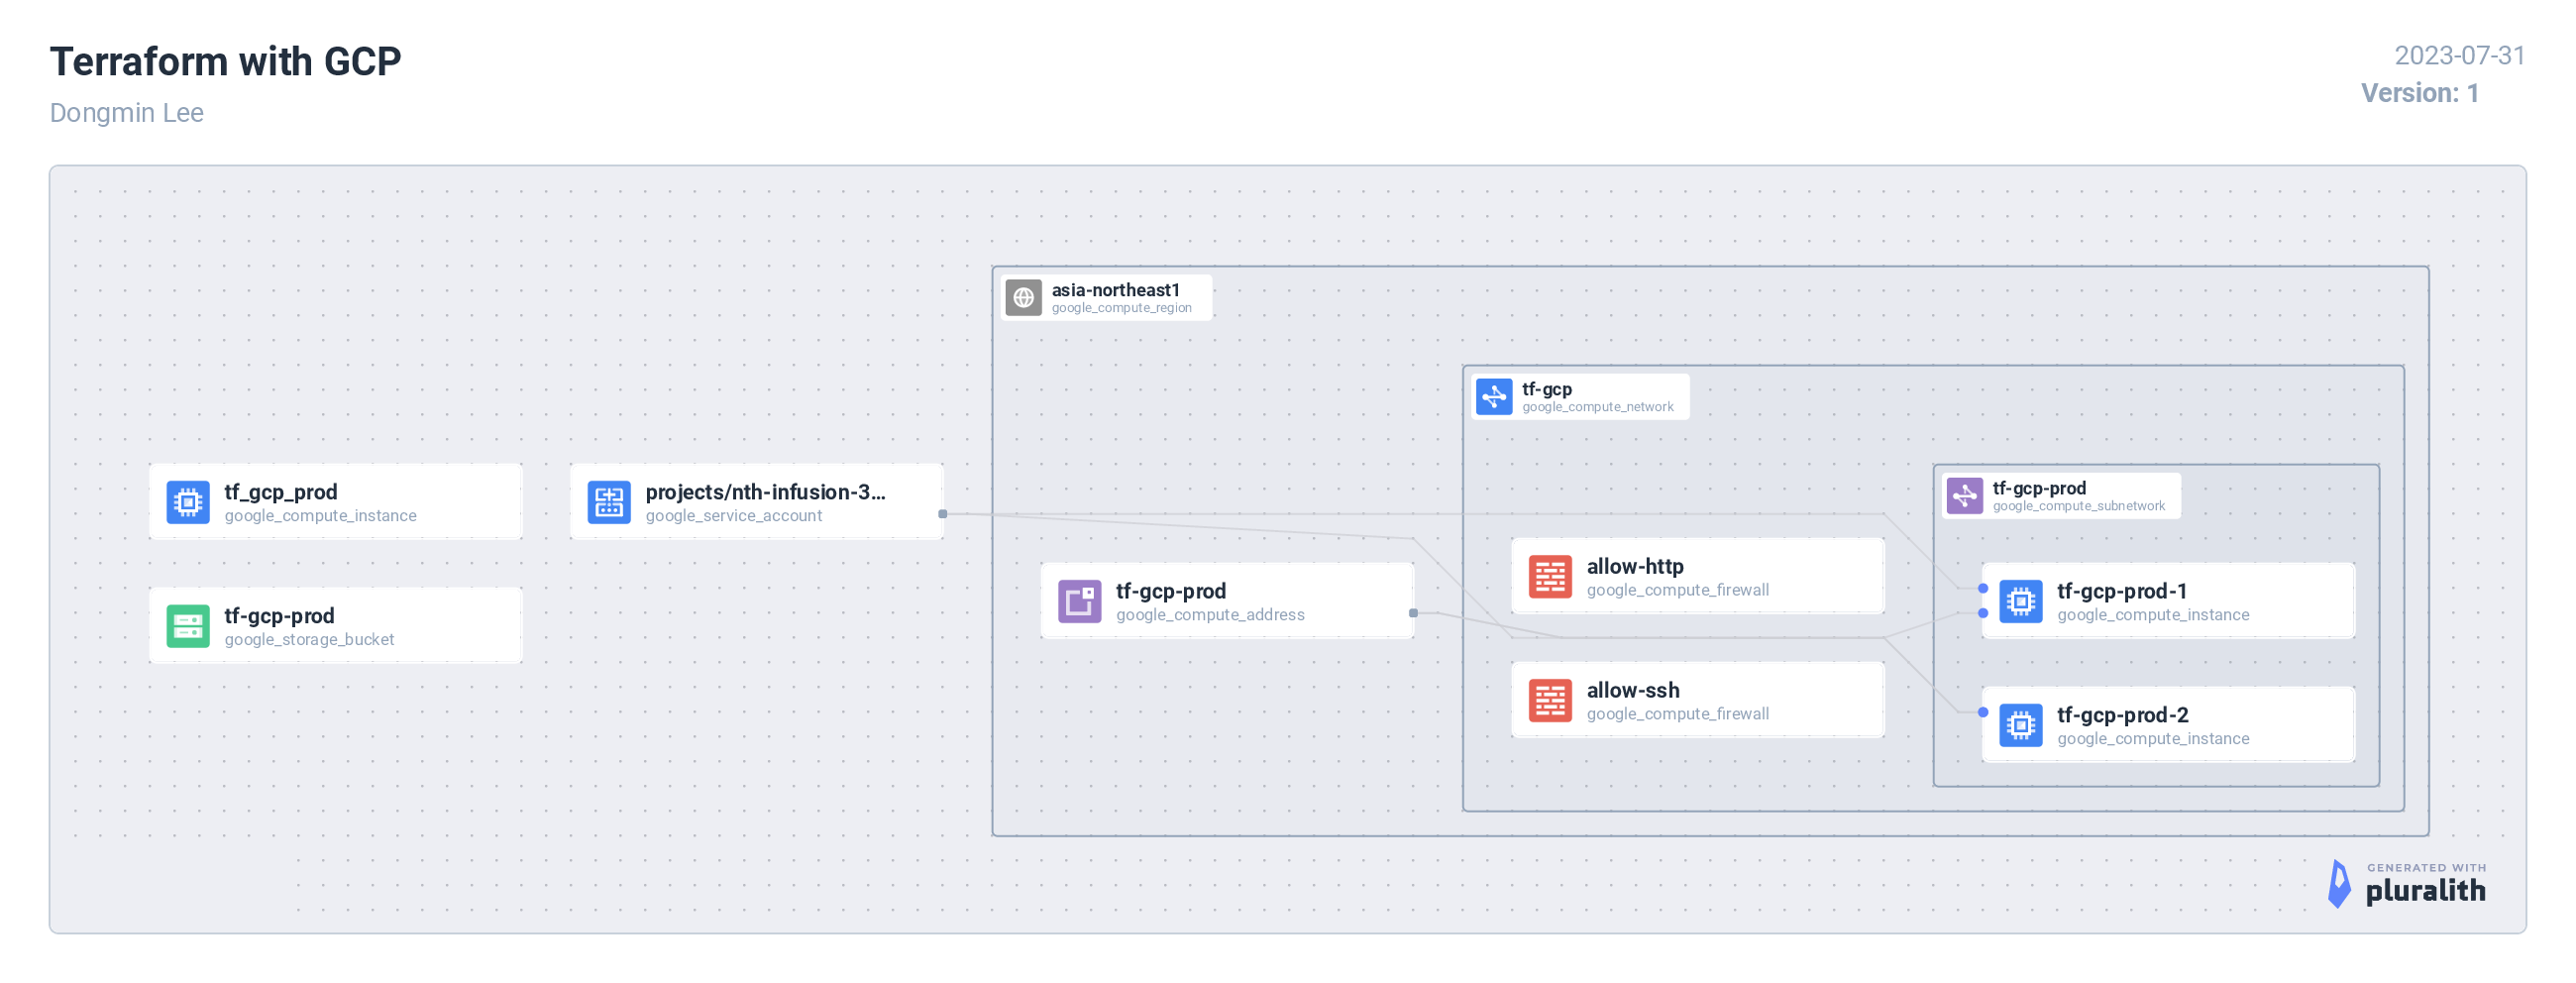 Terraform with GCP
Dongmin Lee
2023-07-31
Version: 1
asia-northeast1
google_compute_region
tf-gcp
google_compute_network
tf_gcp_prod
google_compute_instance
projects/nth-infusion-3...
google_service_account
tf-gcp-prod
google_compute_subnetwork
allow-http
google_compute_firewall
tf-gcp-prod
google_compute_address
tf-gcp-prod-1
google_compute_instance
tf-gcp-prod
google_storage_bucket
allow-ssh
google_compute_firewall
tf-gcp-prod-2
google_compute_instance
GENERATED WITH
pluralith